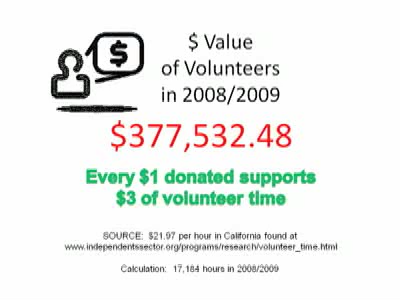 $
$ Value
of Volunteers
in 2008/2009
$377,532.48
Every $1 donated supports
$3 of volunteer time
SOURCE: $21.97 per hour in California found at
www.independentssector.org/programs/research/volunteer_time.html
Calculation: 17,184 hours in 2008/2009